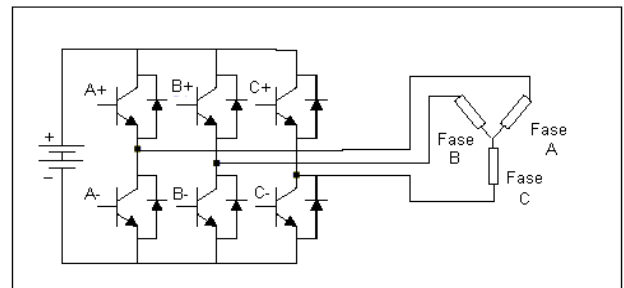 A+
B+
C+
+
−
A-
B-
C-
Fase
B
Fase
A
Fase
C